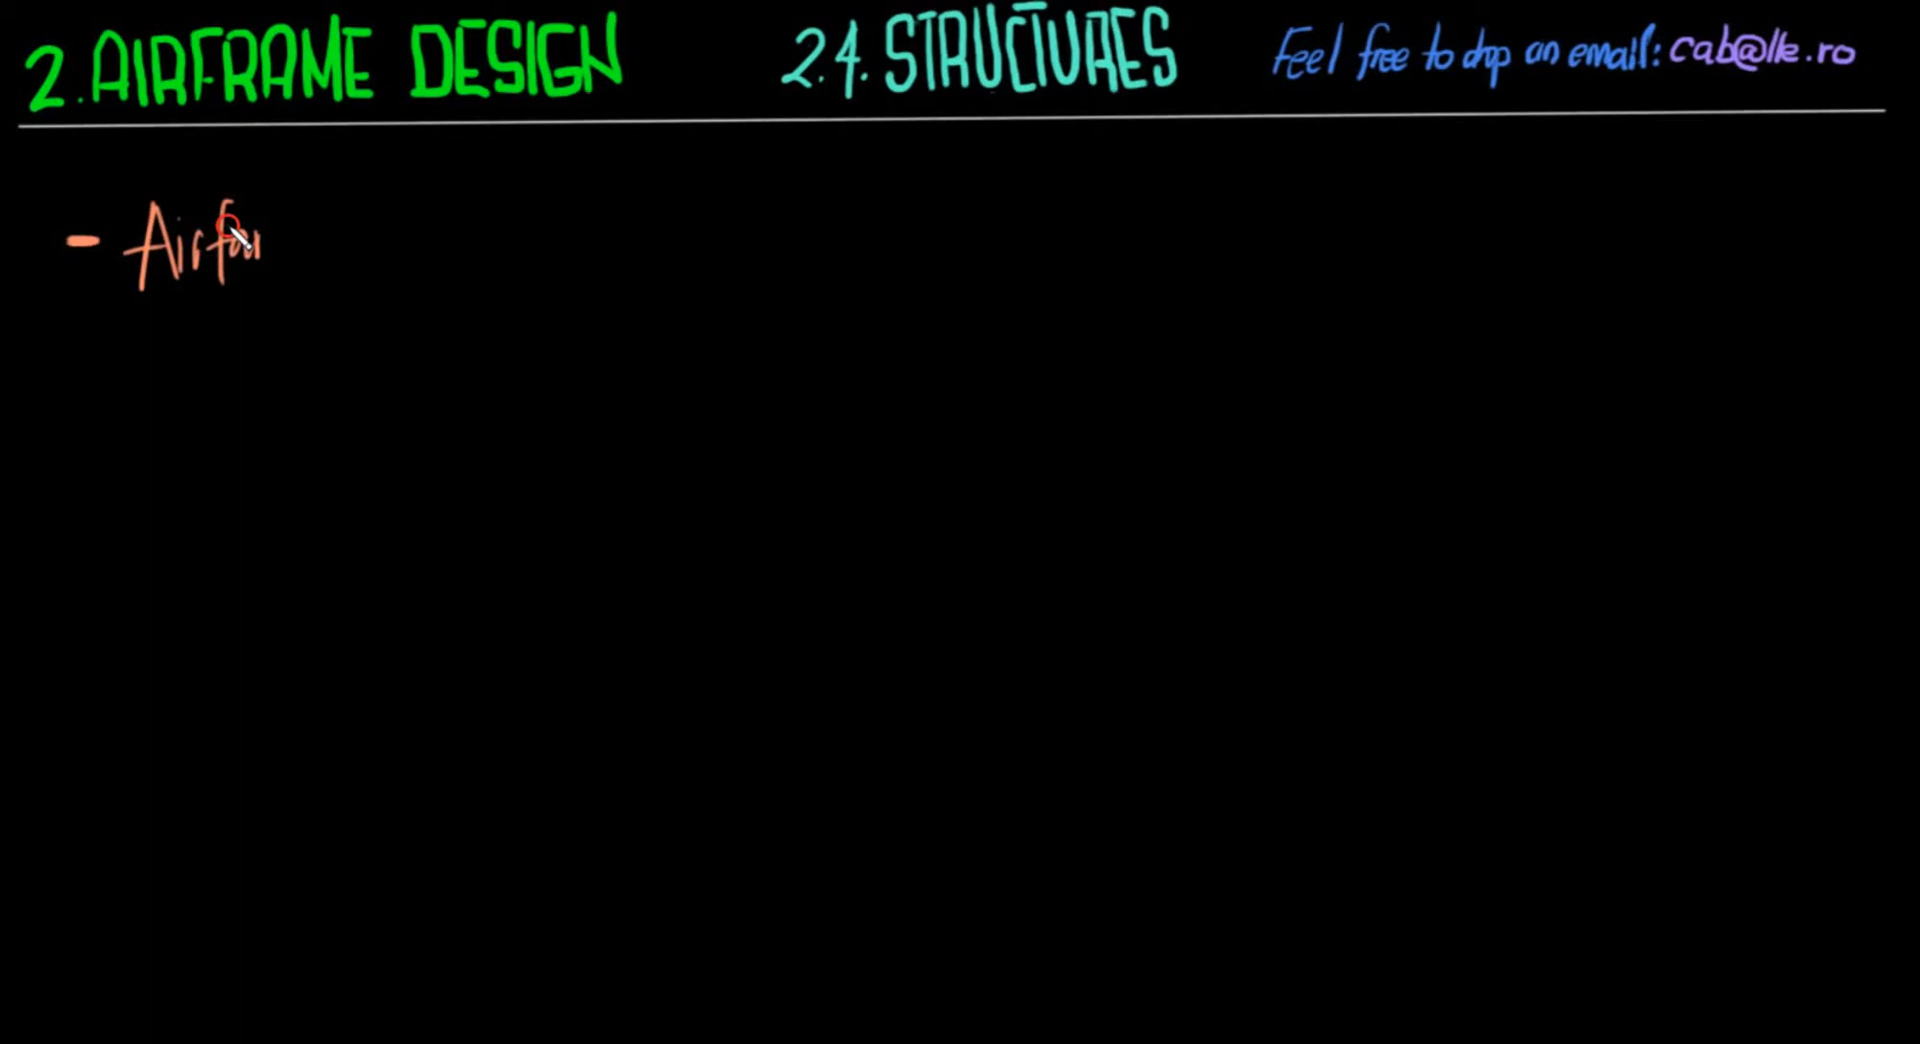 2. AIRFRAME DESIGN 2.4. STRUCTURES Feel free to drop an email: cab@lle.ro
- Airfoi